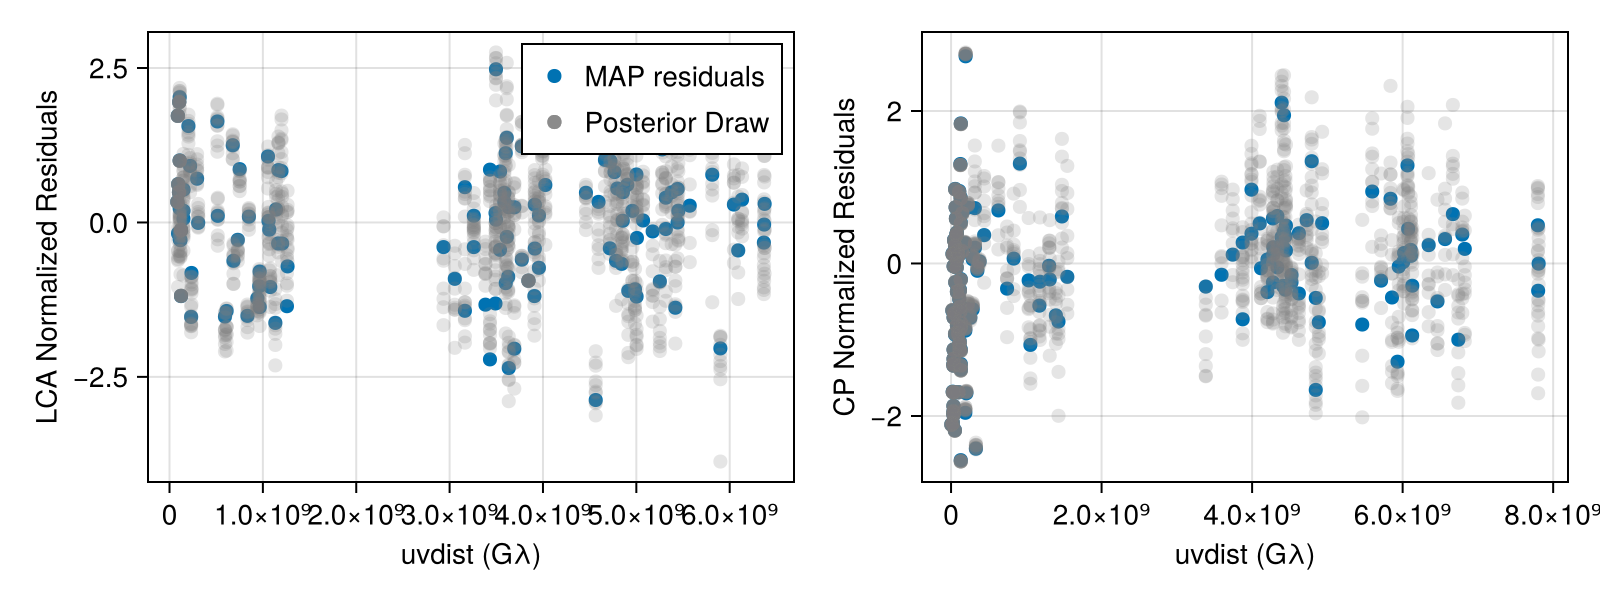 LCA Normalized Residuals
2.5
0.0
−2.5
MAP residuals
Posterior Draw
0 1.0×10⁹ 2.0×10⁹ 3.0×10⁹ 4.0×10⁹ 5.0×10⁹ 6.0×10⁹
uvdist (Gλ)
CP Normalized Residuals
2
0
−2
0 2.0×10⁹ 4.0×10⁹ 6.0×10⁹ 8.0×10⁹
uvdist (Gλ)